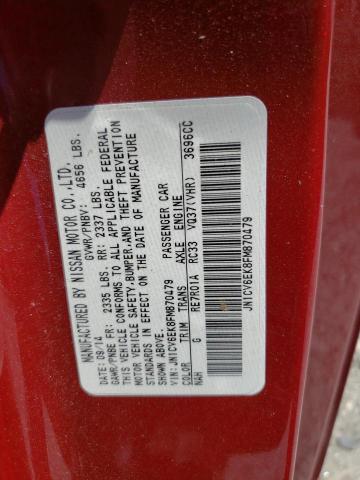 MANUFACTURED BY NISSAN MOTOR CO.,LTD.
DATE: 09/14 GVWR/PNBV: 4656 LBS.
GAWR/PNBE FR: 2335 LBS. RR: 2337 LBS.
THIS VEHICLE CONFORMS TO ALL APPLICABLE FEDERAL
MOTOR VEHICLE SAFETY,BUMPER,AND THEFT PREVENTION
STANDARDS IN EFFECT ON THE DATE OF MANUFACTURE
SHOWN ABOVE.
VIN: JN1CV6EK8FM870479 PASSENGER CAR
COLOR TRIM TRANS AXLE ENGINE
NAH G RE7R01A RC33 VQ37(VHR) 3696CC
JN1CV6EK8FM870479